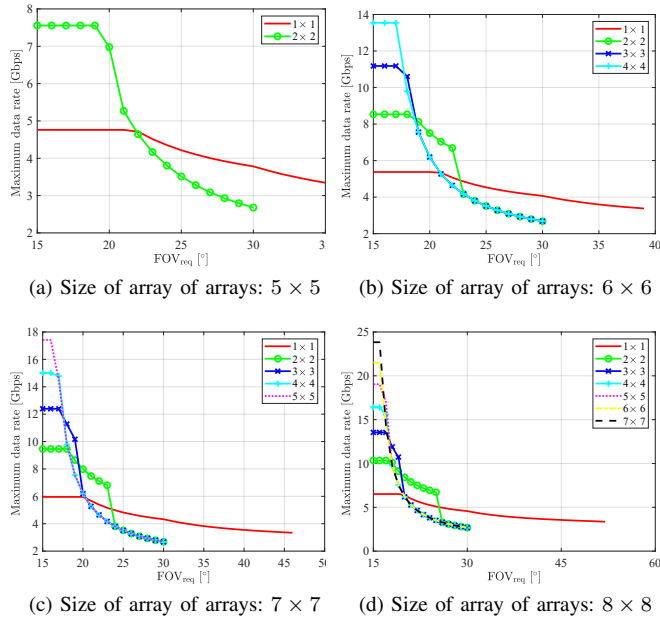 8
7
6
5
4
3
2
Maximum data rate [Gbps]
1 × 1
2 × 2
15 20 25 30 35
FOV_req [°]
(a) Size of array of arrays: 5 × 5
14
12
10
8
6
4
2
Maximum data rate [Gbps]
1 × 1
2 × 2
3 × 3
4 × 4
15 20 25 30 35 40
FOV_req [°]
(b) Size of array of arrays: 6 × 6
18
16
14
12
10
8
6
4
2
Maximum data rate [Gbps]
1 × 1
2 × 2
3 × 3
4 × 4
5 × 5
15 20 25 30 35 40 45 50
FOV_req [°]
(c) Size of array of arrays: 7 × 7
25
20
15
10
5
0
Maximum data rate [Gbps]
1 × 1
2 × 2
3 × 3
4 × 4
5 × 5
6 × 6
7 × 7
15 30 45 60
FOV_req [°]
(d) Size of array of arrays: 8 × 8